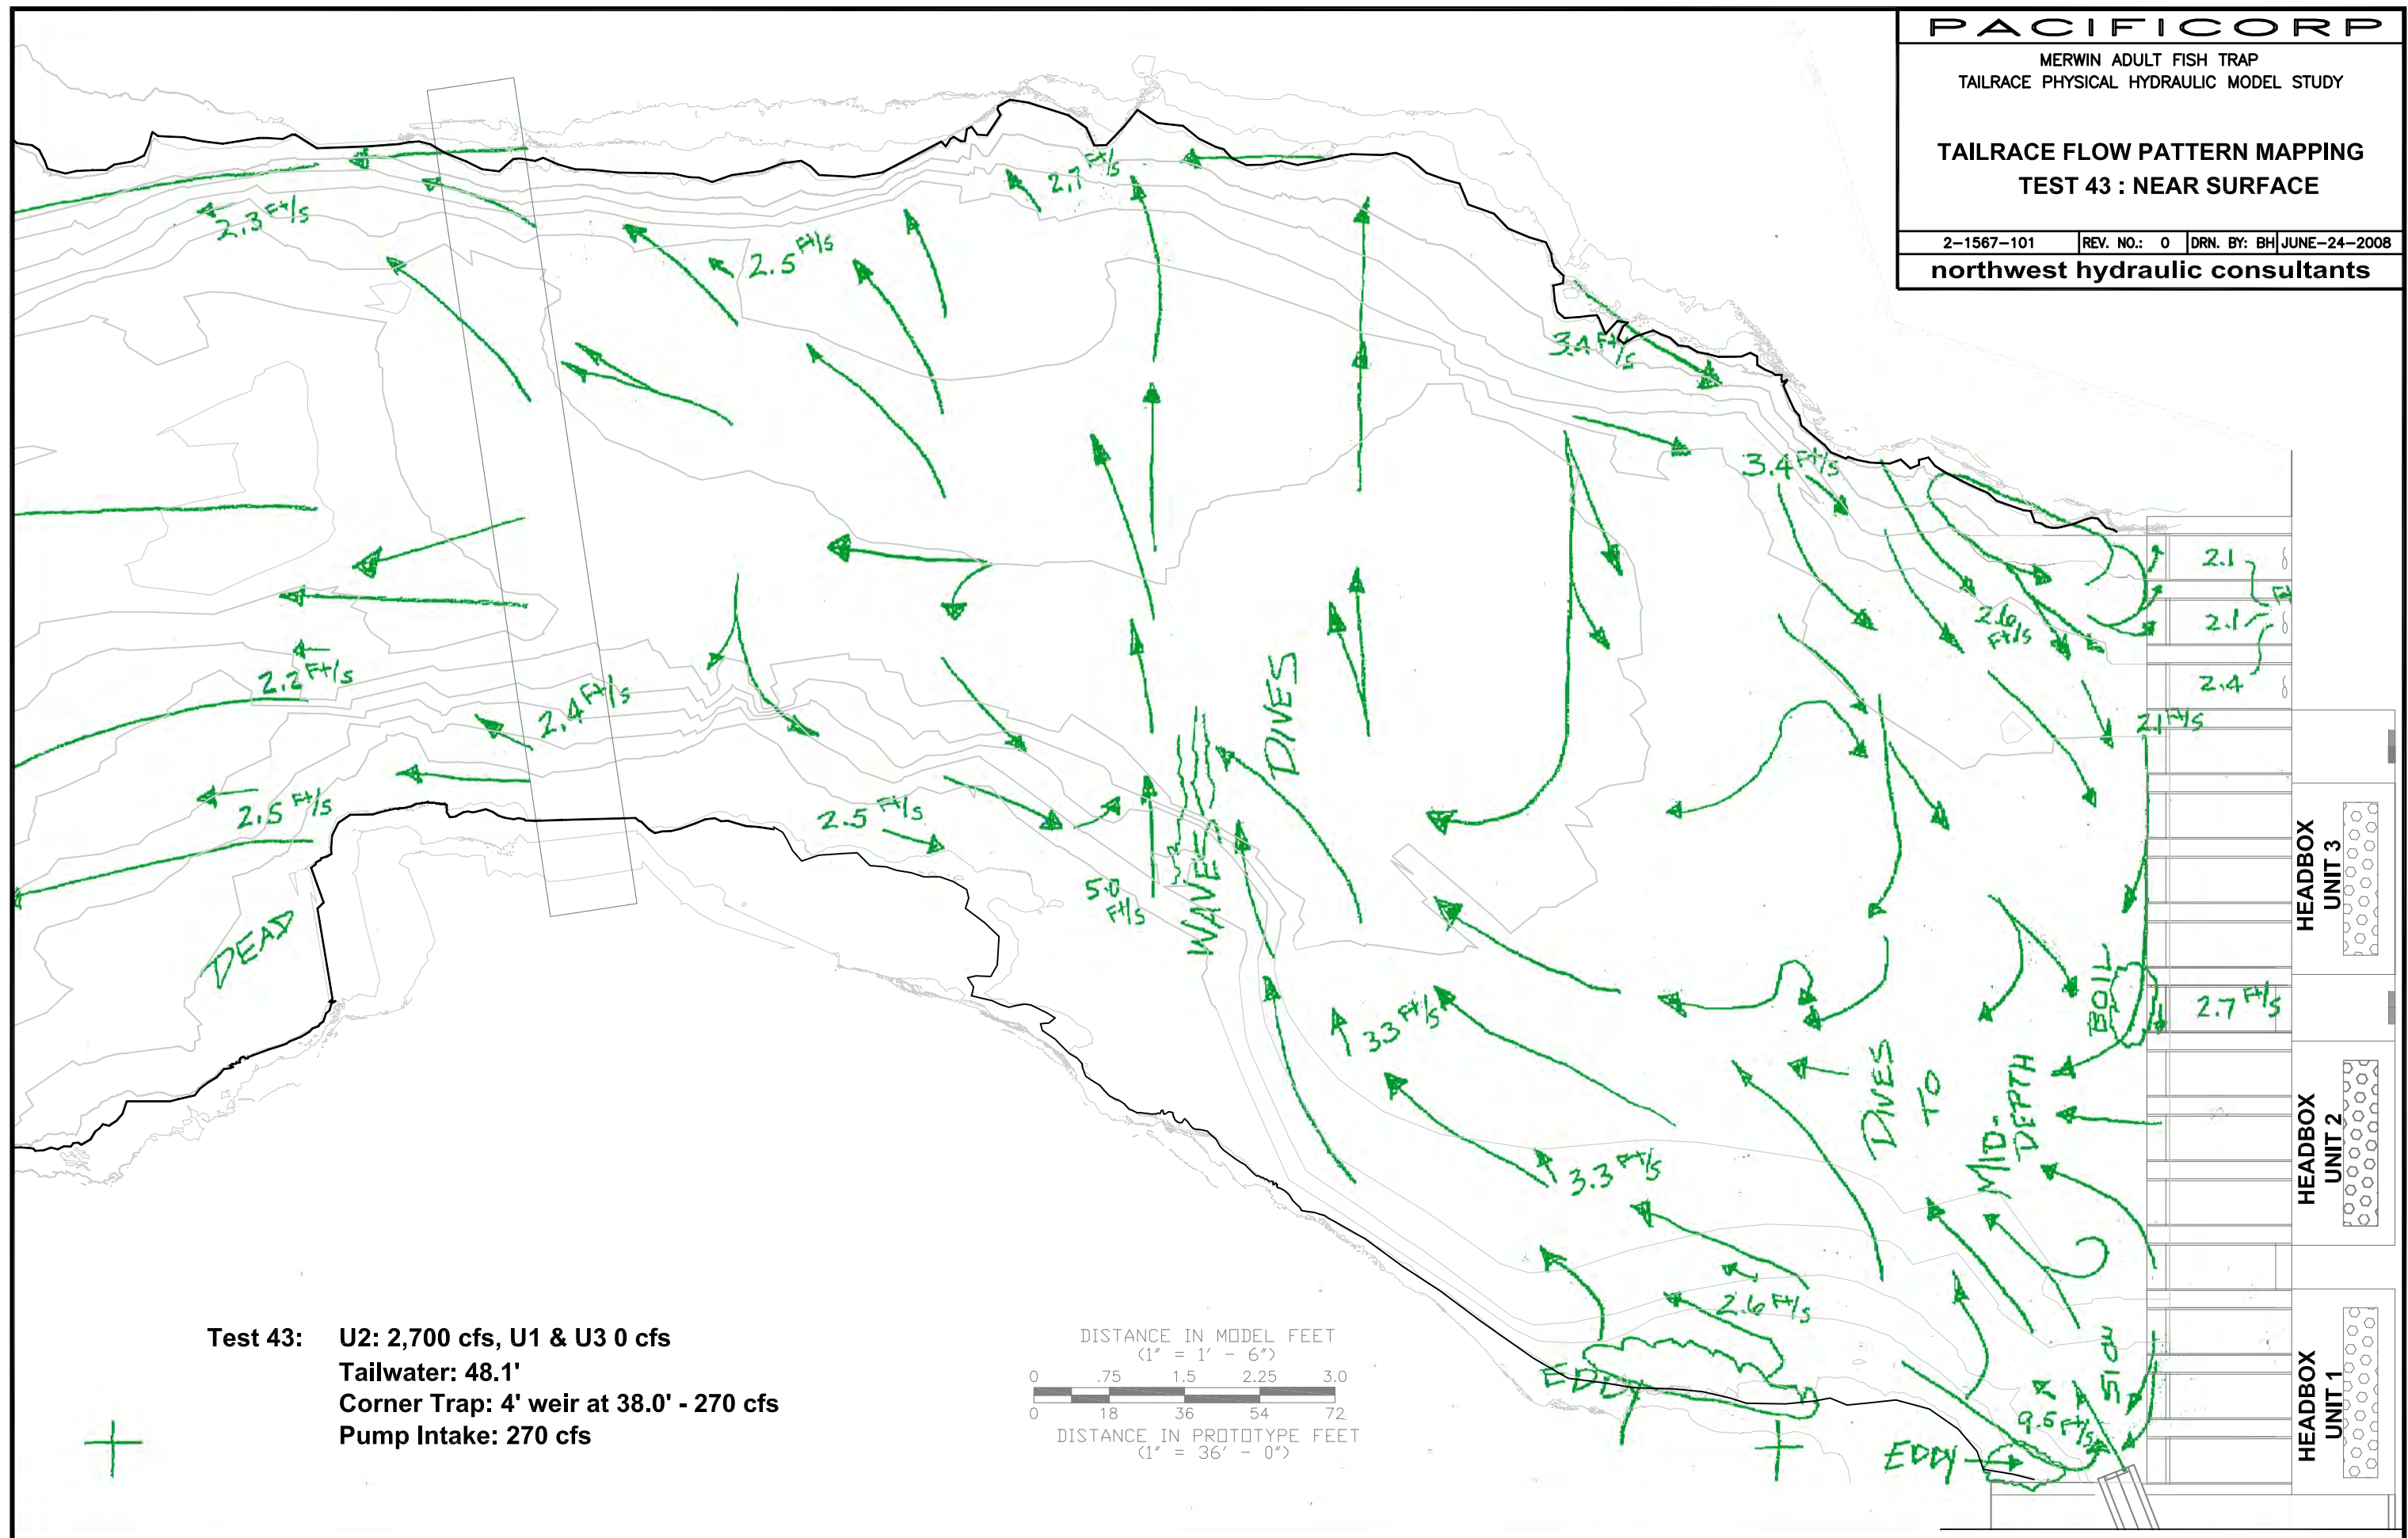 PACIFICORP
MERWIN ADULT FISH TRAP
TAILRACE PHYSICAL HYDRAULIC MODEL STUDY
TAILRACE FLOW PATTERN MAPPING
TEST 43 : NEAR SURFACE
2-1567-101 REV. NO.: 0 DRN. BY: BH JUNE-24-2008
northwest hydraulic consultants
2.7 Ft/s
2.3 Ft/s
2.5 Ft/s
3.4 Ft/s
3.4 Ft/s
2.1
2.1
2.6 Ft/s
2.4
2.2 Ft/s
2.4 Ft/s
2.1 Ft/s
DIVES
2.5 Ft/s
2.5 Ft/s
5.0 Ft/s
WAVES
DEAD
HEADBOX
UNIT 3
BOIL
2.7 Ft/s
3.3 Ft/s
DIVES
TO
MID-
DEPTH
HEADBOX
UNIT 2
3.3 Ft/s
2.6 Ft/s
EDDY
SLOW
9.5 Ft/s
EDDY
HEADBOX
UNIT 1
Test 43: U2: 2,700 cfs, U1 & U3 0 cfs
Tailwater: 48.1'
Corner Trap: 4' weir at 38.0' - 270 cfs
Pump Intake: 270 cfs
DISTANCE IN MODEL FEET
(1" = 1' - 6")
0 .75 1.5 2.25 3.0
0 18 36 54 72
DISTANCE IN PROTOTYPE FEET
(1" = 36' - 0")